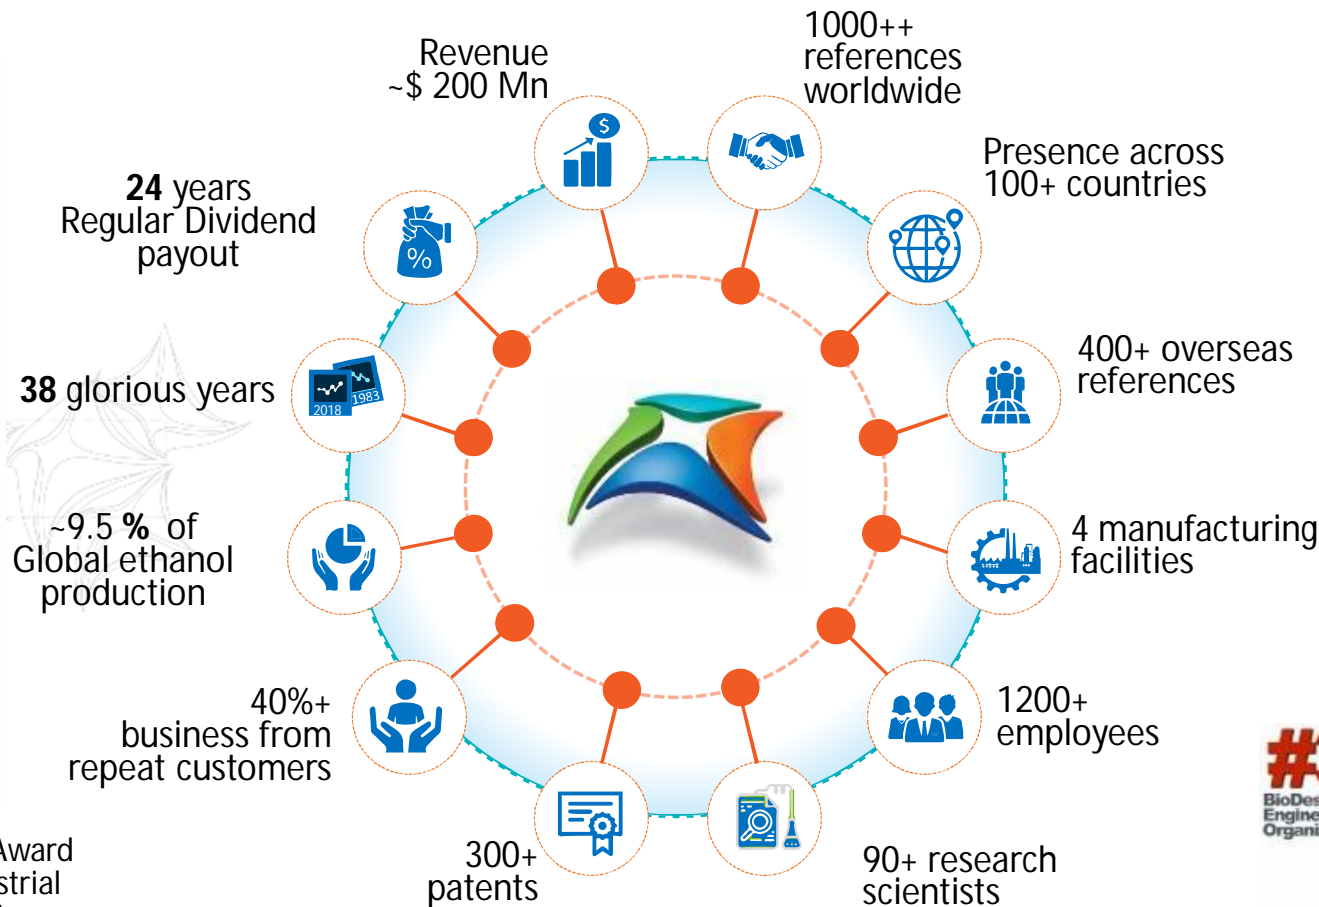 Revenue
~$ 200 Mn
1000++
references
worldwide
Presence across
100+ countries
24 years
Regular Dividend
payout
400+ overseas
references
38 glorious years
2018
1983
~9.5 % of
Global ethanol
production
4 manufacturing
facilities
40%+
business from
repeat customers
1200+
employees
300+
patents
90+ research
scientists
Award
$
%